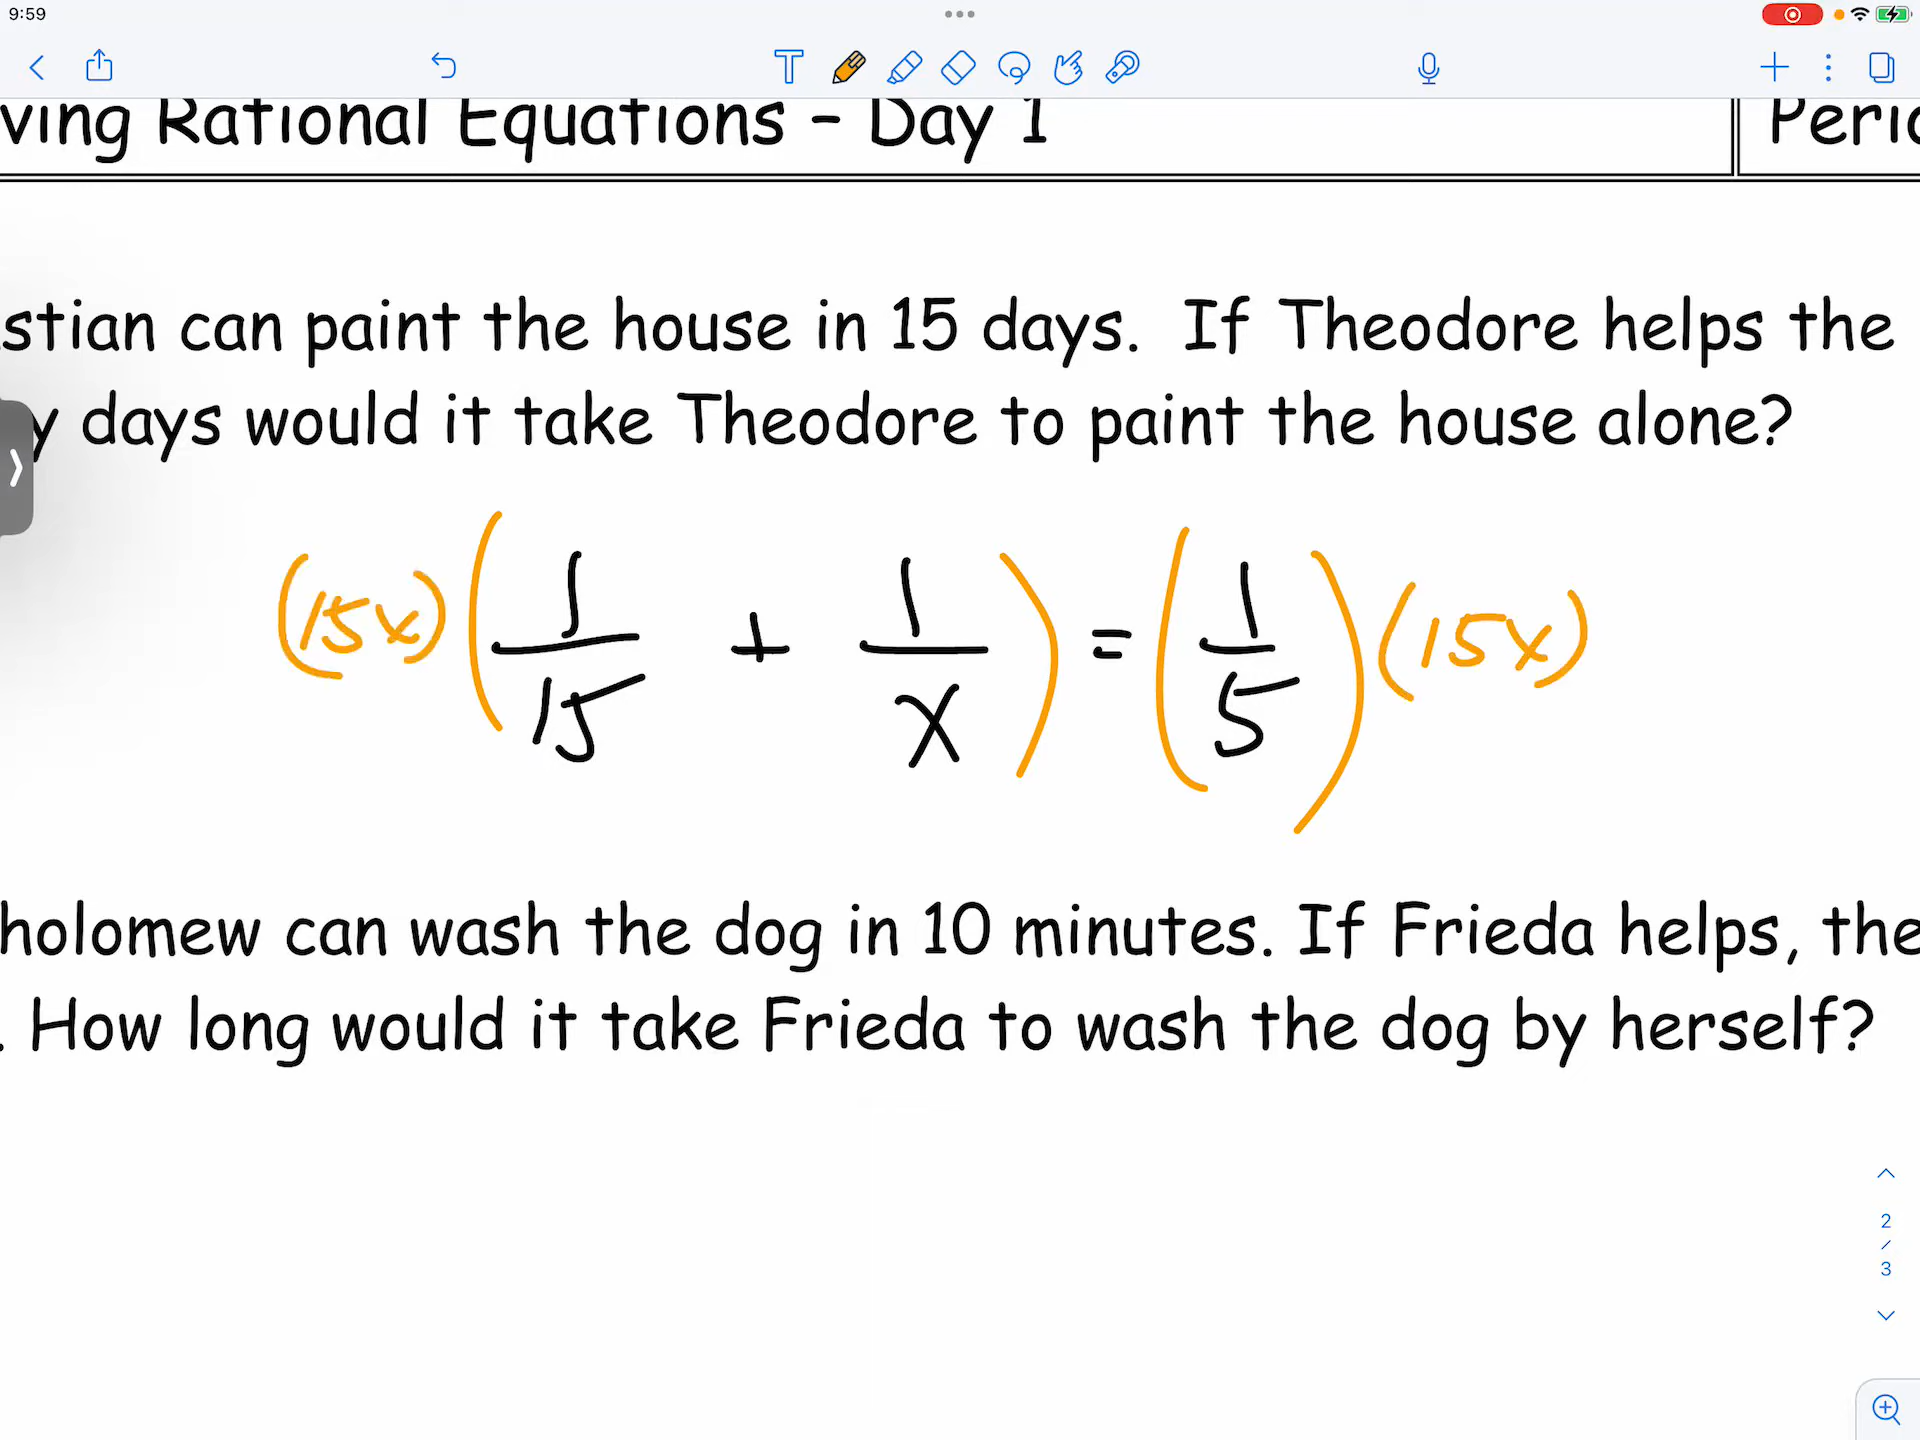 9:59
ving Rational Equations – Day 1
stian can paint the house in 15 days. If Theodore helps the
y days would it take Theodore to paint the house alone?
(15x) (1/15 + 1/x) = (1/5) (15x)
holomew can wash the dog in 10 minutes. If Frieda helps, the
. How long would it take Frieda to wash the dog by herself?
2
/
3